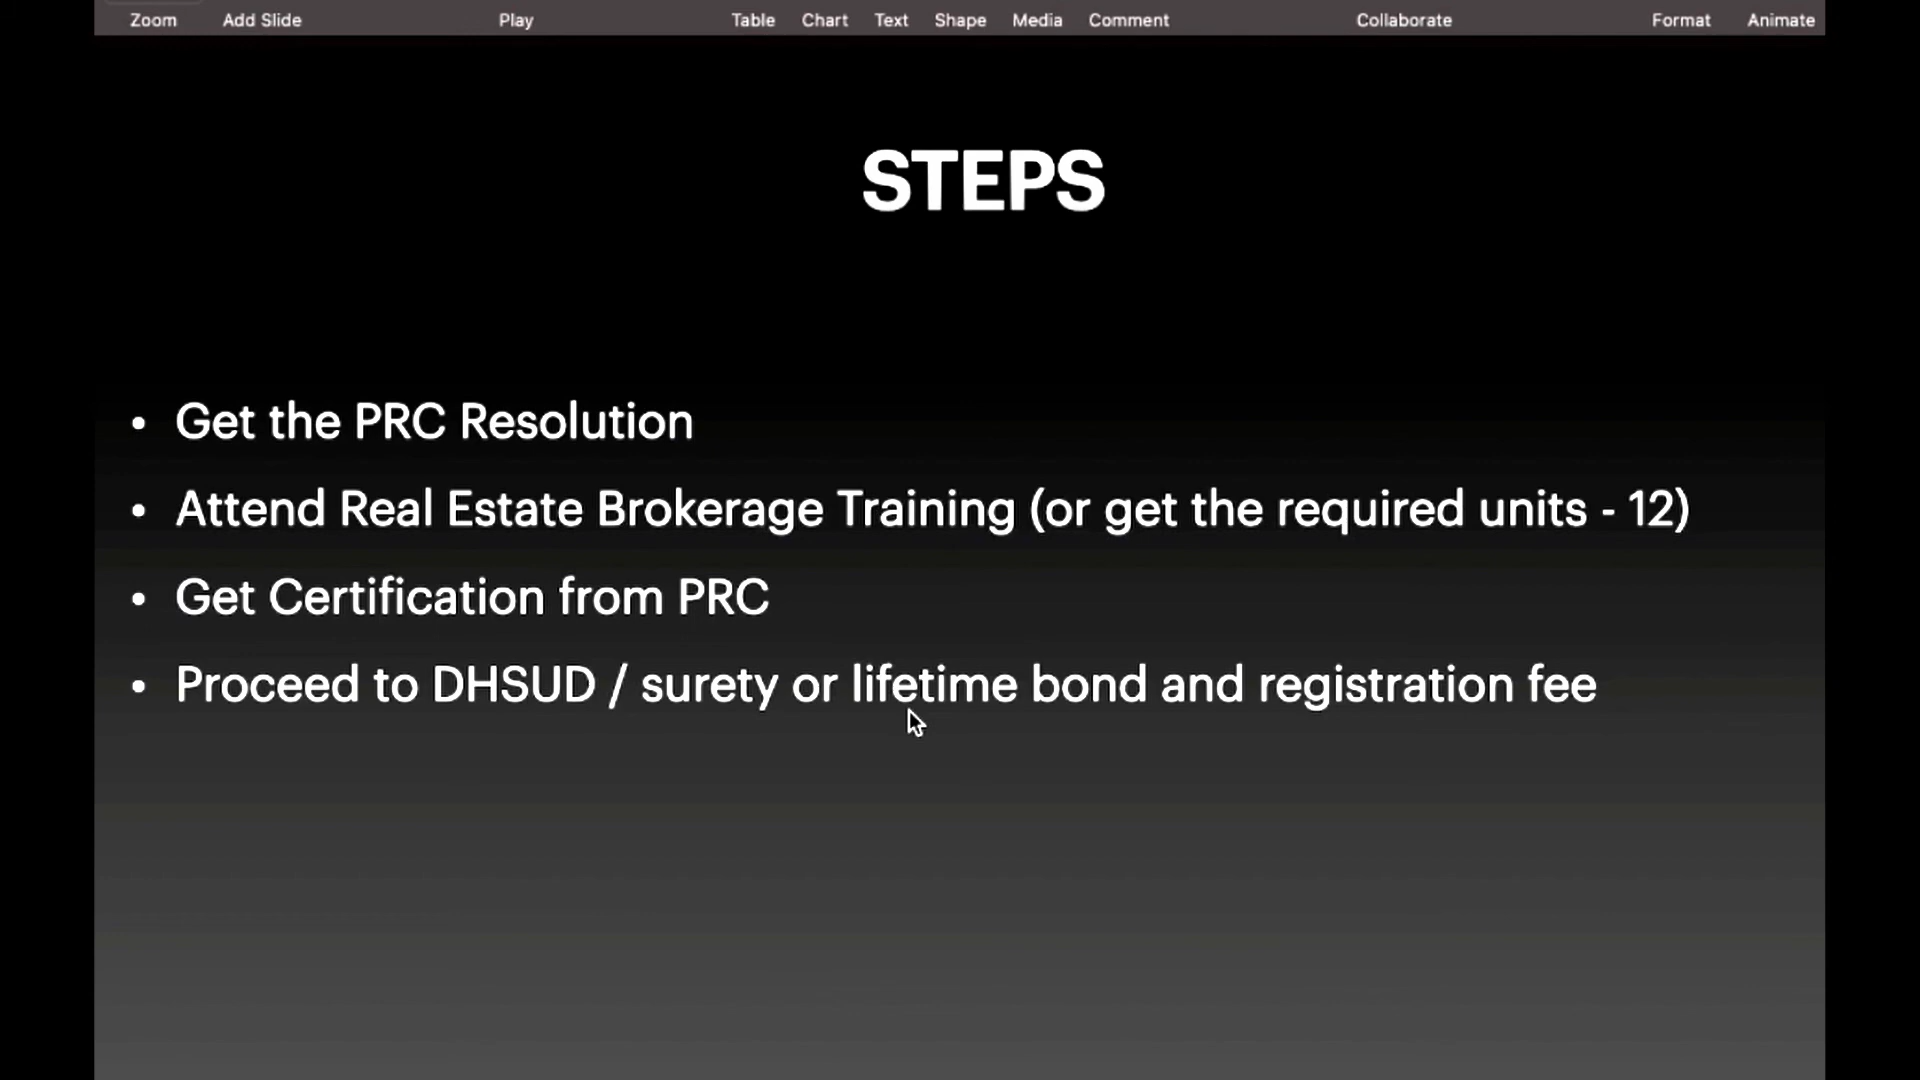 Zoom Add Slide Play Table Chart Text Shape Media Comment Collaborate Format Animate
STEPS
• Get the PRC Resolution
• Attend Real Estate Brokerage Training (or get the required units - 12)
• Get Certification from PRC
• Proceed to DHSUD / surety or lifetime bond and registration fee